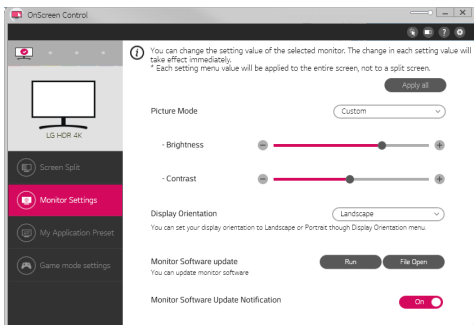 OnScreen Control
You can change the setting value of the selected monitor. The change in each setting value will
take effect immediately.
* Each setting menu value will be applied to the entire screen, not to a split screen.
Apply all
LG HDR 4K
Picture Mode
Custom
- Brightness
- Contrast
Screen Split
Monitor Settings
My Application Preset
Game mode settings
Display Orientation
Landscape
You can set your display orientation to Landscape or Portrait though Display Orientation menu.
Monitor Software update
Run
File Open
You can update monitor software
Monitor Software Update Notification
On